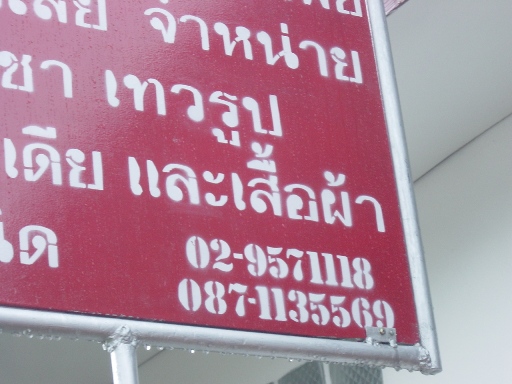 จำหน่าย
ชา เทวรูป
เดีย และเสื้อผ้า
02-9571118
087-1135569